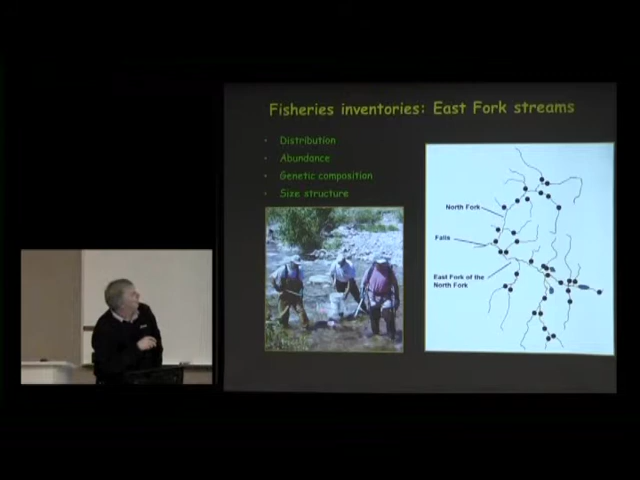 Fisheries inventories: East Fork streams
• Distribution
• Abundance
• Genetic composition
• Size structure
North Fork
Falls
East Fork of the
North Fork